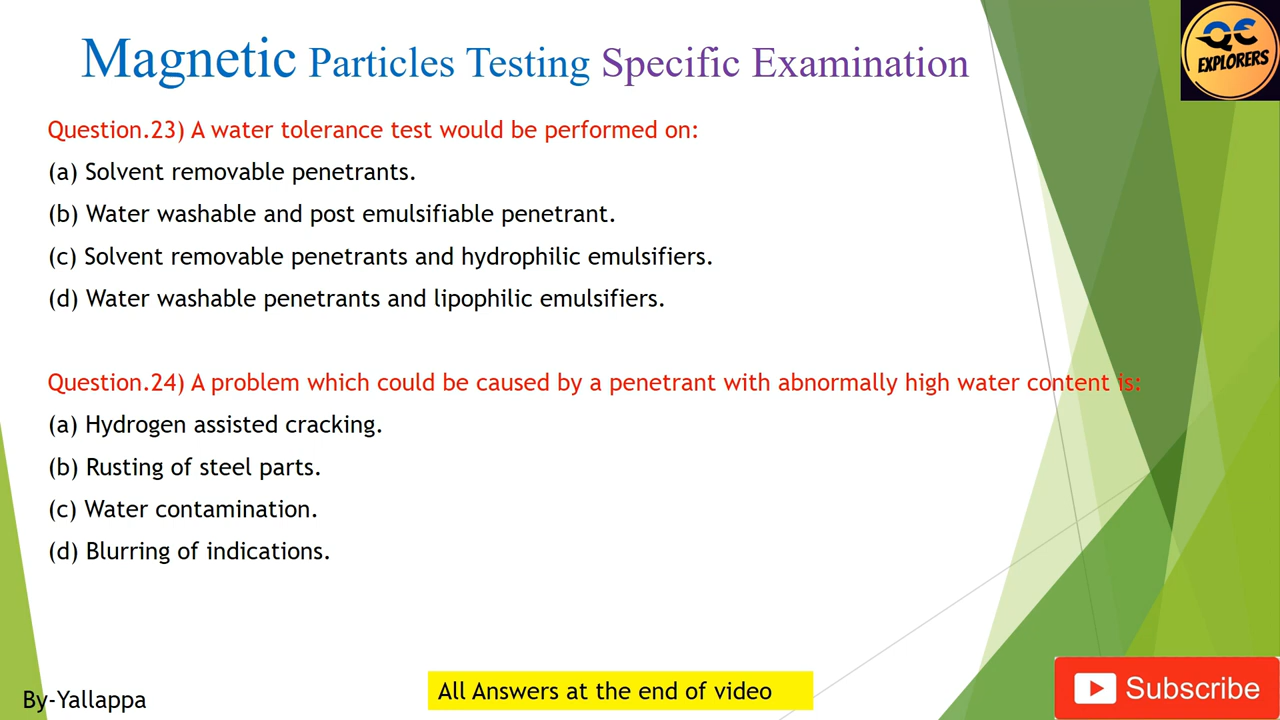 Magnetic Particles Testing Specific Examination
QC
EXPLORERS
Question.23) A water tolerance test would be performed on:
(a) Solvent removable penetrants.
(b) Water washable and post emulsifiable penetrant.
(c) Solvent removable penetrants and hydrophilic emulsifiers.
(d) Water washable penetrants and lipophilic emulsifiers.
Question.24) A problem which could be caused by a penetrant with abnormally high water content is:
(a) Hydrogen assisted cracking.
(b) Rusting of steel parts.
(c) Water contamination.
(d) Blurring of indications.
By-Yallappa
All Answers at the end of video
Subscribe